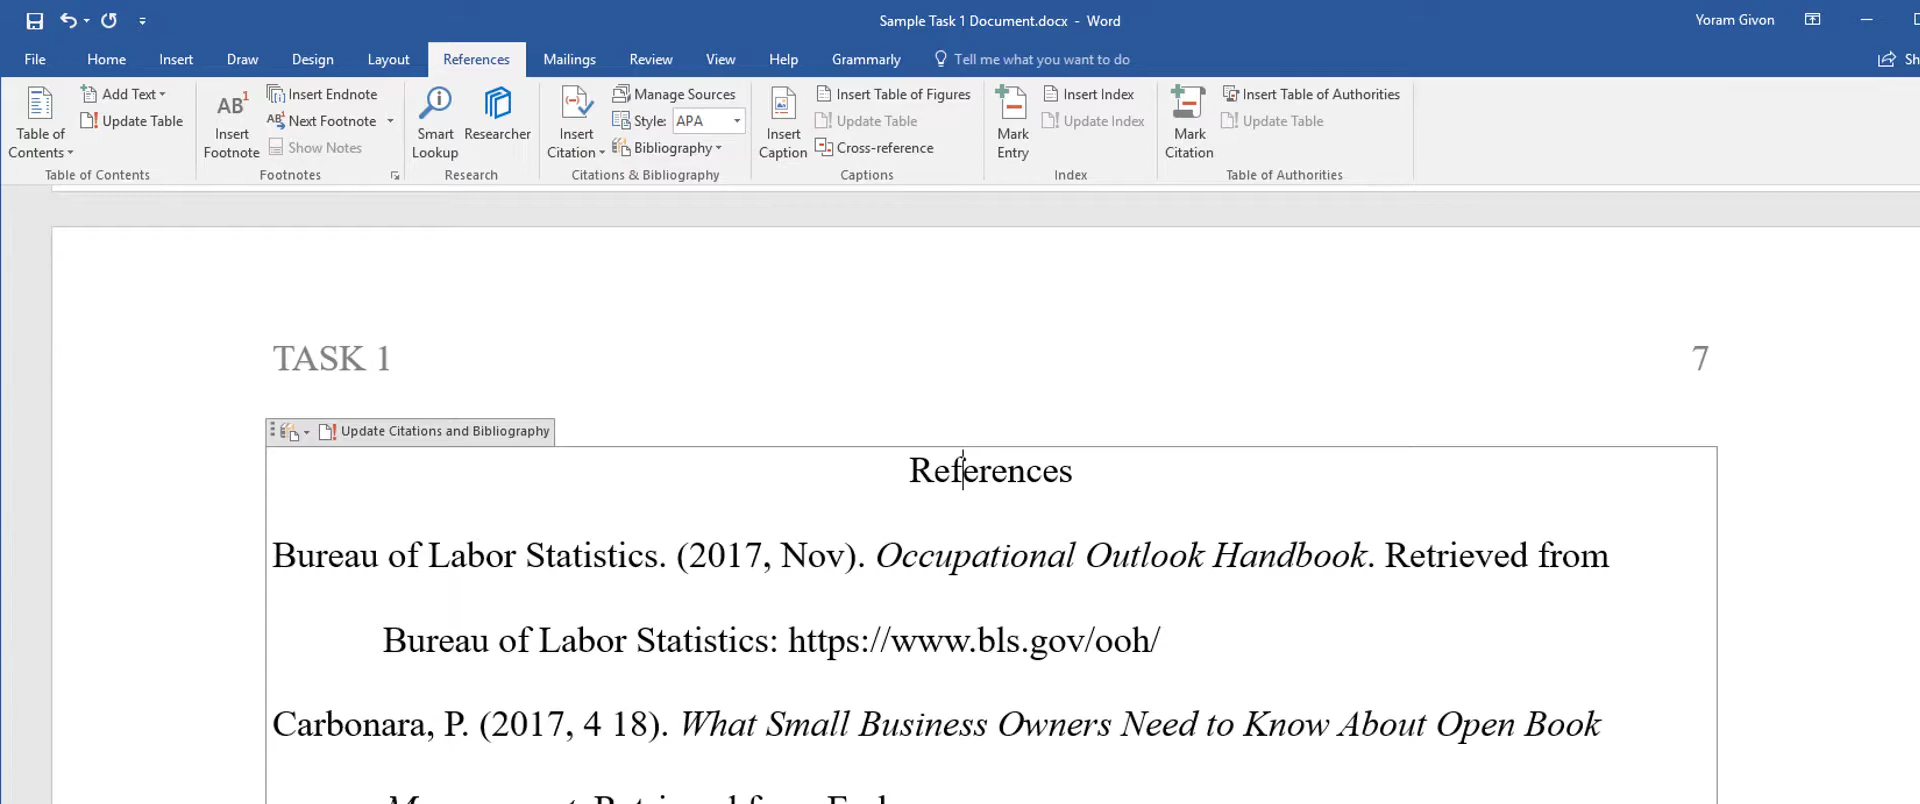 Sample Task 1 Document.docx - Word
Yoram Givon
File Home Insert Draw Design Layout References Mailings Review View Help Grammarly Tell me what you want to do Sh
Table of Contents
Add Text
Update Table
Table of Contents
AB1
Insert Footnote
Insert Endnote
AB1 Next Footnote
Show Notes
Footnotes
Smart Lookup
Researcher
Research
Insert Citation
Manage Sources
Style: APA
Bibliography
Citations & Bibliography
Insert Caption
Insert Table of Figures
Update Table
Cross-reference
Captions
Mark Entry
Insert Index
Update Index
Index
Mark Citation
Insert Table of Authorities
Update Table
Table of Authorities
TASK 1 7
Update Citations and Bibliography
References
Bureau of Labor Statistics. (2017, Nov). Occupational Outlook Handbook. Retrieved from
Bureau of Labor Statistics: https://www.bls.gov/ooh/
Carbonara, P. (2017, 4 18). What Small Business Owners Need to Know About Open Book